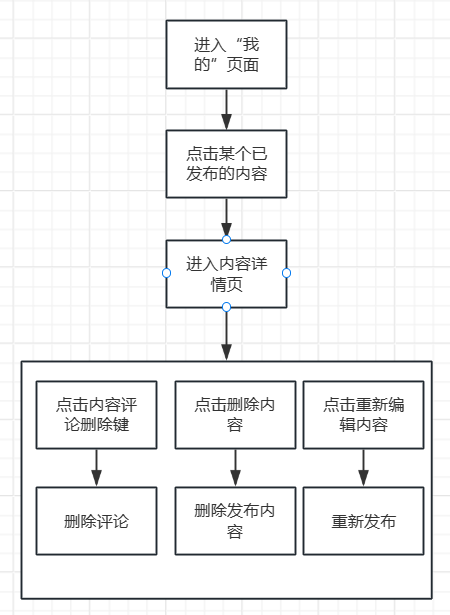 进入“我
的”页面
点击某个已
发布的内容
进入内容详
情页
点击内容评
论删除键
点击删除内
容
点击重新编
辑内容
删除评论
删除发布内
容
重新发布